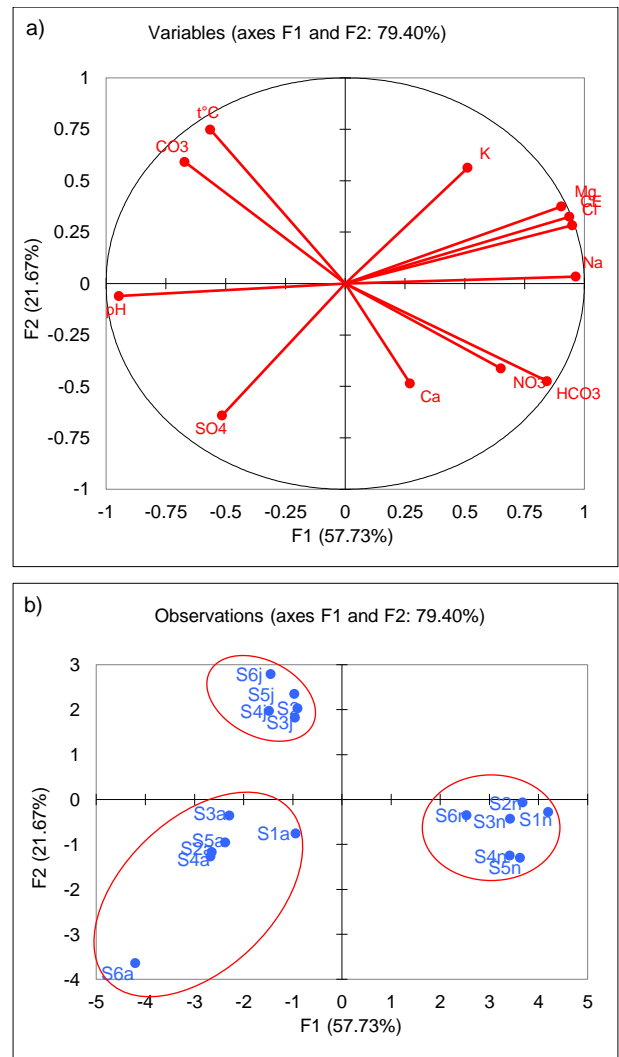 a)
Variables (axes F1 and F2: 79.40%)
F2 (21.67%)
1
0.75
0.5
0.25
0
-0.25
-0.5
-0.75
-1
t°C
CO3
K
Mg
CE
Cl
Na
pH
SO4
Ca
NO3
HCO3
-1 -0.75 -0.5 -0.25 0 0.25 0.5 0.75 1
F1 (57.73%)
b)
Observations (axes F1 and F2: 79.40%)
F2 (21.67%)
3
2
1
0
-1
-2
-3
-4
S6j
S5j
S4j
S3j
S3a
S1a
S5a
S4a
S6a
S2n
S6n S3n S1n
S4n
S5n
-5 -4 -3 -2 -1 0 1 2 3 4 5
F1 (57.73%)